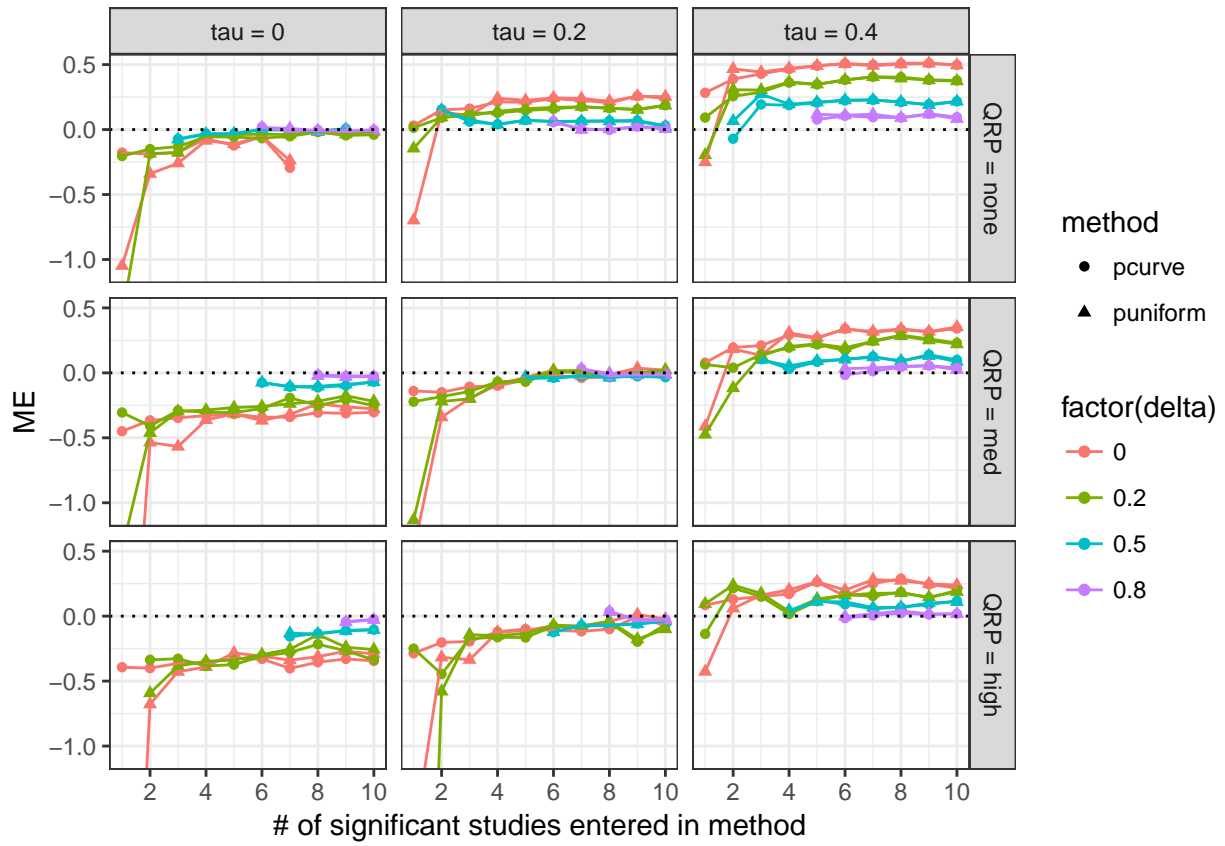 tau = 0
tau = 0.2
tau = 0.4
0.5
0.0
−0.5
−1.0
QRP = none
0.5
0.0
−0.5
−1.0
QRP = med
0.5
0.0
−0.5
−1.0
QRP = high
ME
2 4 6 8 10
2 4 6 8 10
2 4 6 8 10
# of significant studies entered in method
method
pcurve
puniform
factor(delta)
0
0.2
0.5
0.8